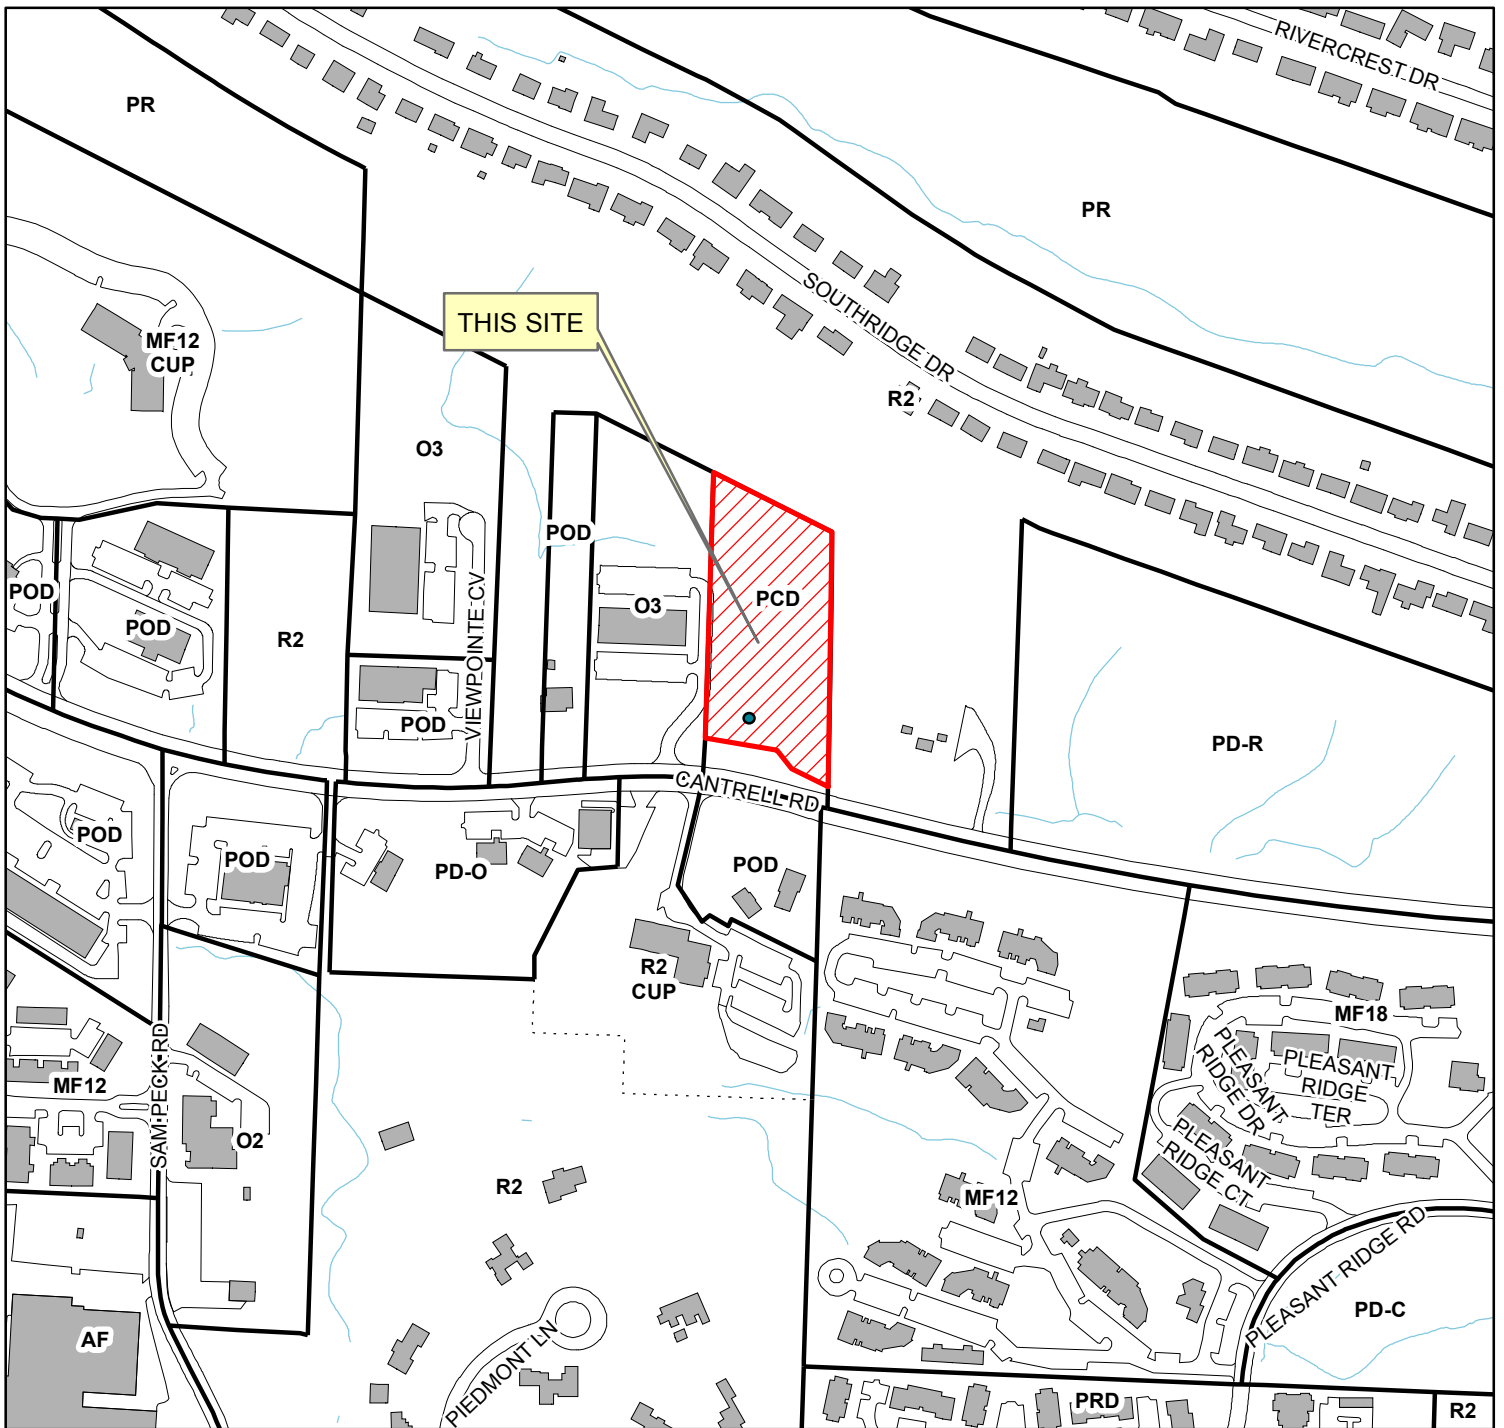 RIVERCREST DR
PR
PR
SOUTHRIDGE DR
THIS SITE
MF12
CUP
R2
O3
POD
POD
PCD
O3
POD
R2
VIEWPOINTE CV
POD
PD-R
CANTRELL RD
POD
POD
PD-O
POD
R2
CUP
MF18
PLEASANT
RIDGE DR
PLEASANT
RIDGE
TER
SAM PECK RD
MF12
O2
PLEASANT
RIDGE CT
R2
MF12
PLEASANT RIDGE RD
PD-C
AF
PIEDMONT LN
PRD
R2